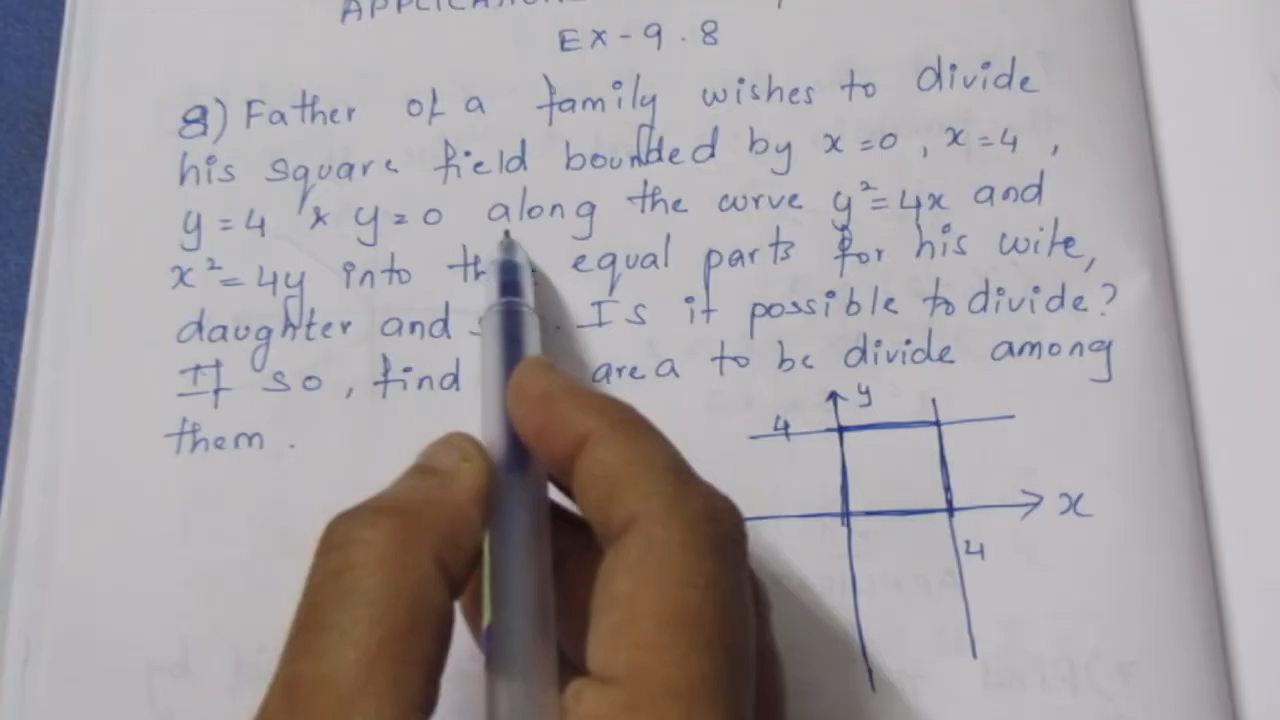 EX-9.8
8) Father of a family wishes to divide
his square field bounded by x=0, x=4,
y=4 & y=0 along the curve y²=4x and
x²=4y into equal parts for his wife,
daughter and . Is it possible to divide?
If so, find area to be divide among
them.
y
4
x
4